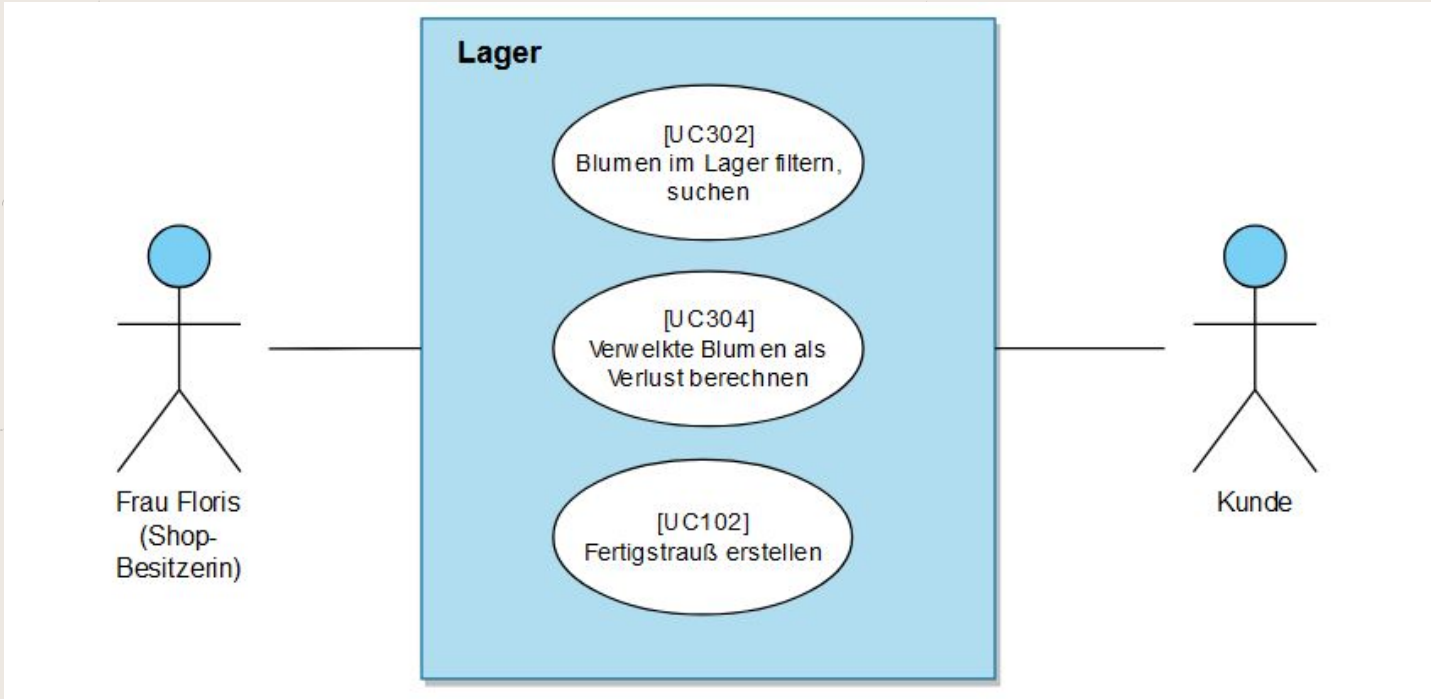 Lager
[UC302]
Blumen im Lager filtern,
suchen
[UC304]
Verwelkte Blumen als
Verlust berechnen
[UC102]
Fertigstrauß erstellen
Frau Floris
(Shop-
Besitzerin)
Kunde